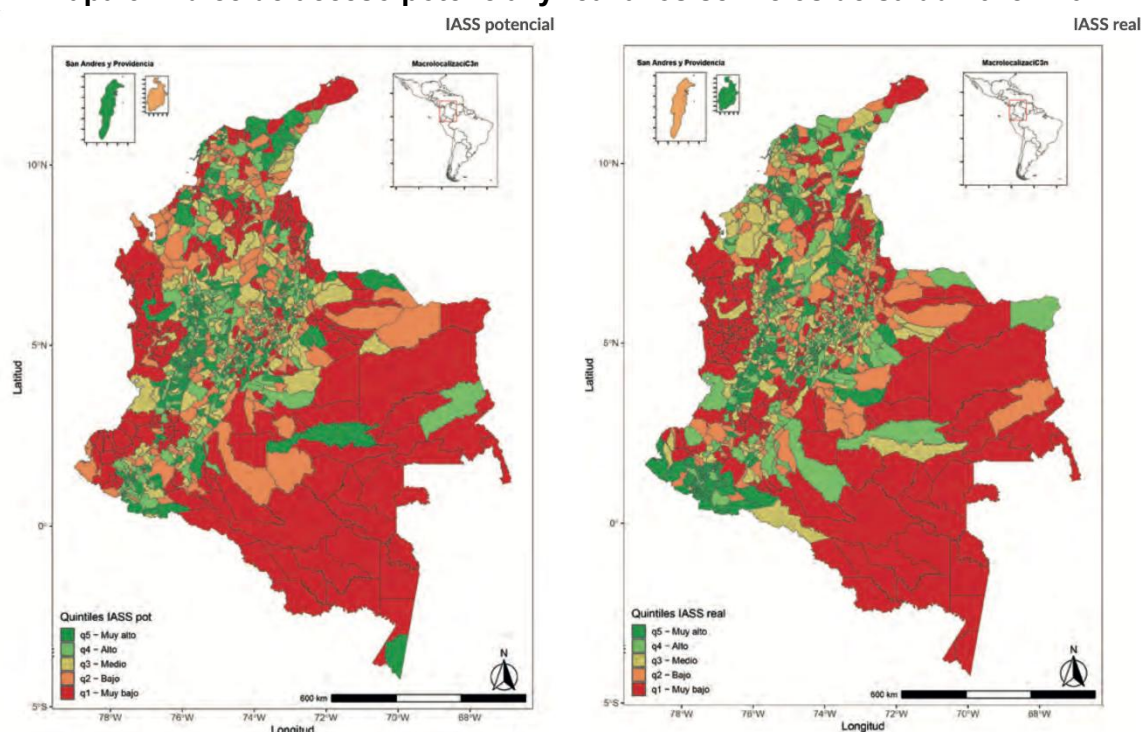 IASS potencial
IASS real
San Andres y Providencia
MacrolocalizaciC3n
10°N
5°N
0°
5°S
Latitud
Quintiles IASS pot
q5 – Muy alto
q4 – Alto
q3 – Medio
q2 – Bajo
q1 – Muy bajo
N
600 km
78°W
76°W
74°W
72°W
70°W
68°W
Longitud
San Andres y Providencia
MacrolocalizaciC3n
10°N
5°N
0°
5°S
Latitud
Quintiles IASS real
q5 – Muy alto
q4 – Alto
q3 – Medio
q2 – Bajo
q1 – Muy bajo
N
600 km
78°W
76°W
74°W
72°W
70°W
68°W
Longitud